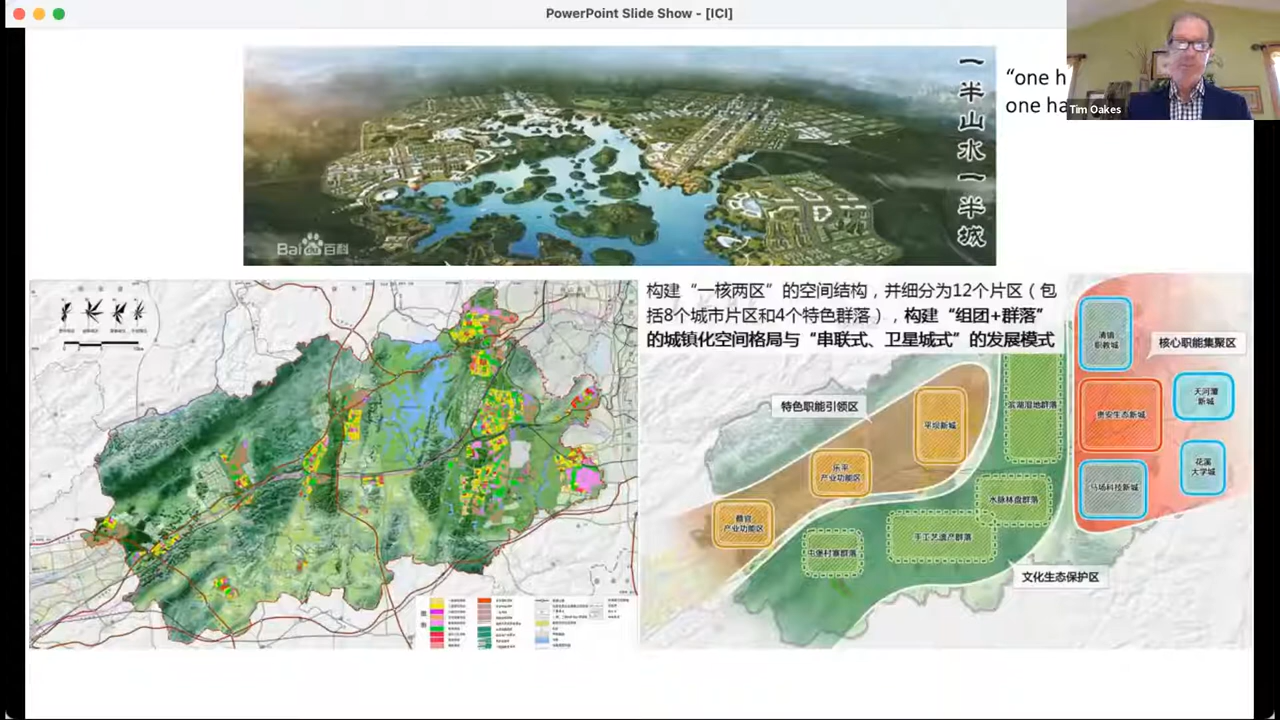 PowerPoint Slide Show - [ICI]
一半山水一半城
“one h
one ha
Tim Oakes
Bai百科
构建“一核两区”的空间结构，并细分为12个片区（包
括8个城市片区和4个特色群落），构建“组团+群落”
的城镇化空间格局与“串联式、卫星城式”的发展模式
清镇
职教城
核心职能集聚区
特色职能引领区
滨湖湿地群落
贵安生态新城
天河潭
新城
平坝新城
乐平
产业功能区
花溪
大学城
马场科技新城
水脉林盘群落
蔡官
产业功能区
手工艺遗产群落
屯堡村寨群落
文化生态保护区